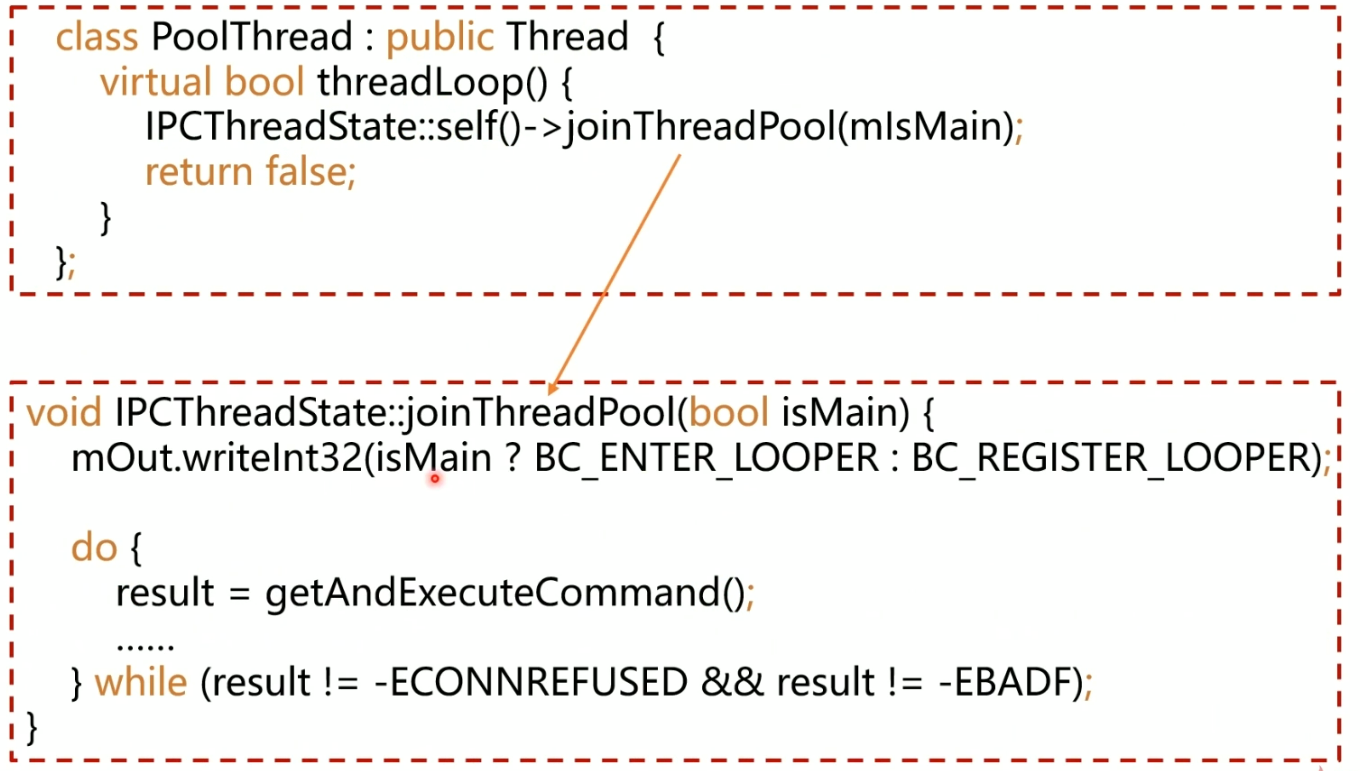 class PoolThread : public Thread {
virtual bool threadLoop() {
IPCThreadState::self()->joinThreadPool(mIsMain);
return false;
}
};
void IPCThreadState::joinThreadPool(bool isMain) {
mOut.writeInt32(isMain ? BC_ENTER_LOOPER : BC_REGISTER_LOOPER);
do {
result = getAndExecuteCommand();
......
} while (result != -ECONNREFUSED && result != -EBADF);
}